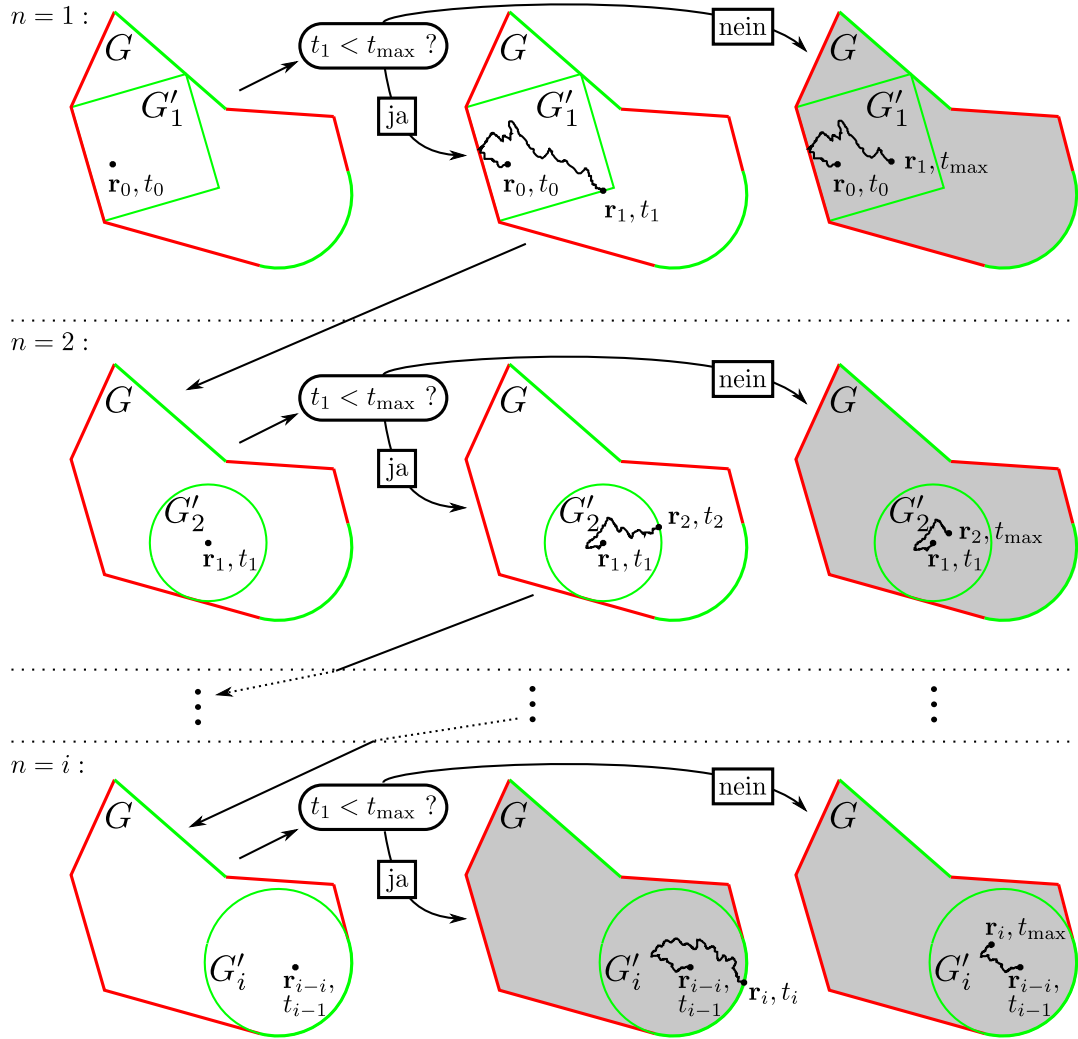 n = 1 :
G
t₁ < t_max ?
nein
ja
G′₁
r₀, t₀
G
G′₁
r₀, t₀
r₁, t₁
G
G′₁
r₀, t₀
r₁, t_max
n = 2 :
G
t₁ < t_max ?
nein
ja
G′₂
r₁, t₁
G
G′₂
r₁, t₁
r₂, t₂
G
G′₂
r₂, t_max
r₁, t₁
n = i :
G
t₁ < t_max ?
nein
ja
G′ᵢ
r_{i−i},
t_{i−1}
G
G′ᵢ
r_{i−i},
t_{i−1}
rᵢ, tᵢ
G
G′ᵢ
rᵢ, t_max
r_{i−i},
t_{i−1}